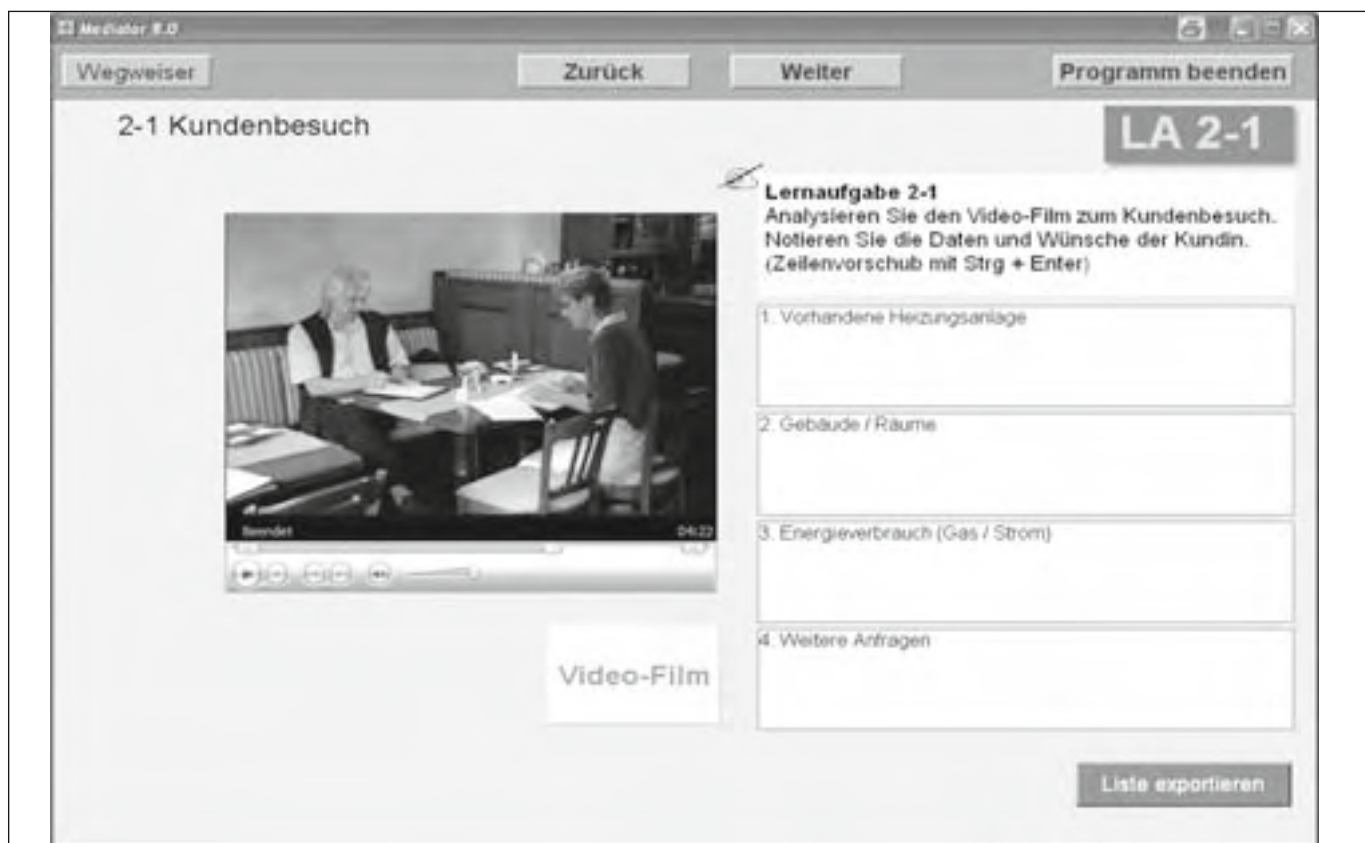 Mediator 8.0
Wegweiser
Zurück
Weiter
Programm beenden
2-1 Kundenbesuch
LA 2-1
Lernaufgabe 2-1
Analysieren Sie den Video-Film zum Kundenbesuch.
Notieren Sie die Daten und Wünsche der Kundin.
(Zeilenvorschub mit Strg + Enter)
Beendet
04:22
1. Vorhandene Heizungsanlage
2. Gebäude / Räume
3. Energieverbrauch (Gas / Strom)
4. Weitere Anfragen
Video-Film
Liste exportieren